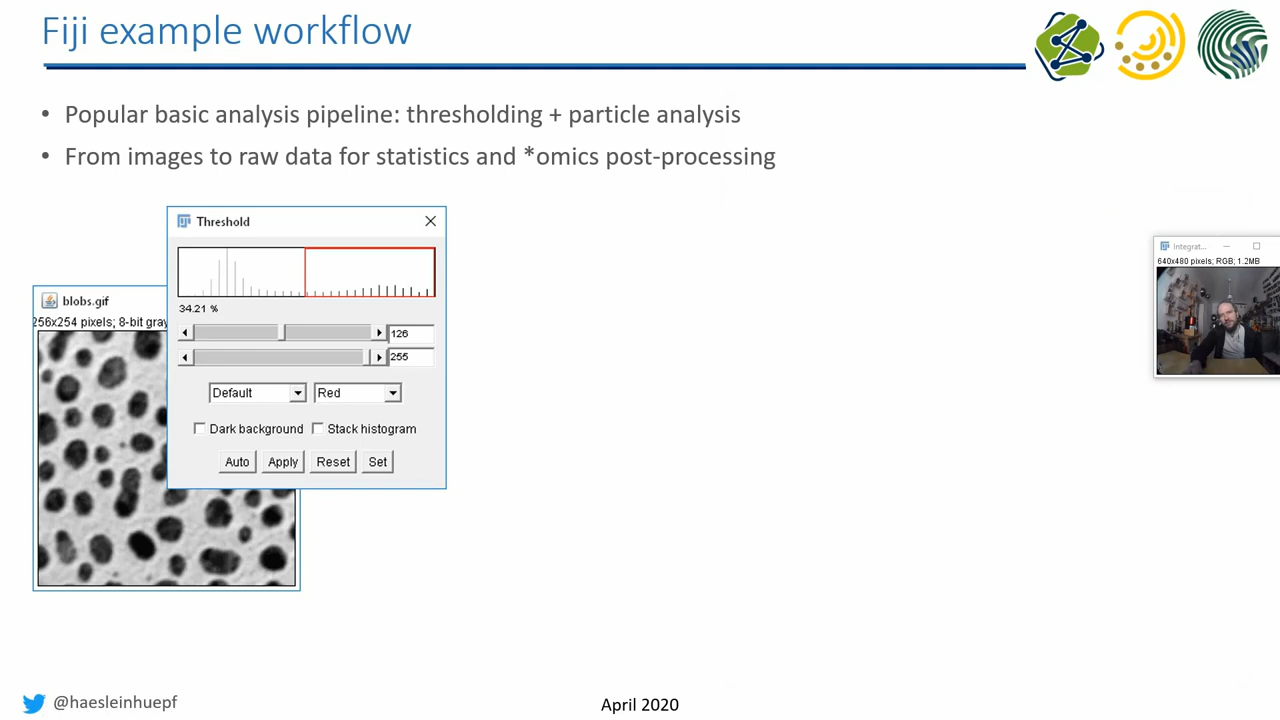 Fiji example workflow
• Popular basic analysis pipeline: thresholding + particle analysis
• From images to raw data for statistics and *omics post-processing
Threshold
34.21 %
126
255
Default
Red
Dark background
Stack histogram
Auto
Apply
Reset
Set
blobs.gif
256x254 pixels; 8-bit gray
Integrat...
640x480 pixels; RGB; 1.2MB
@haesleinhuepf
April 2020